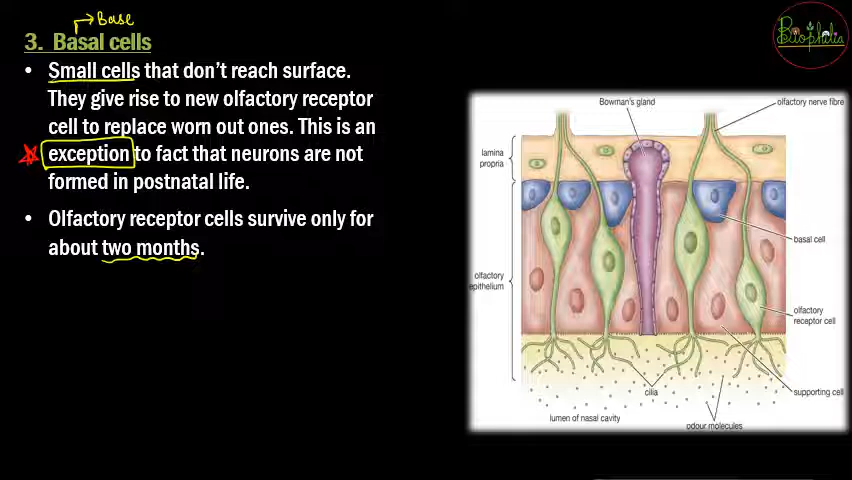 Base
3. Basal cells
• Small cells that don't reach surface.
They give rise to new olfactory receptor
cell to replace worn out ones. This is an
exception to fact that neurons are not
formed in postnatal life.
• Olfactory receptor cells survive only for
about two months.
Biophilia
Bowman's gland
olfactory nerve fibre
lamina
propria
basal cell
olfactory
epithelium
olfactory
receptor cell
supporting cell
cilia
lumen of nasal cavity
odour molecules